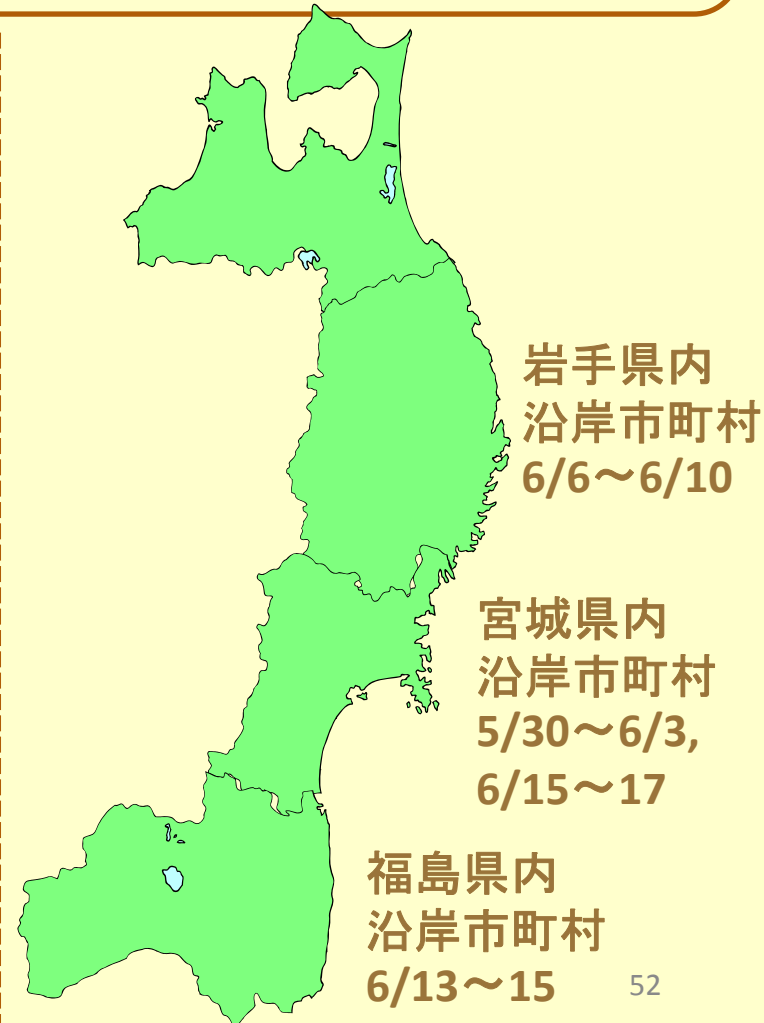 岩手県内
沿岸市町村
6/6～6/10
宮城県内
沿岸市町村
5/30～6/3,
6/15～17
福島県内
沿岸市町村
6/13～15
52